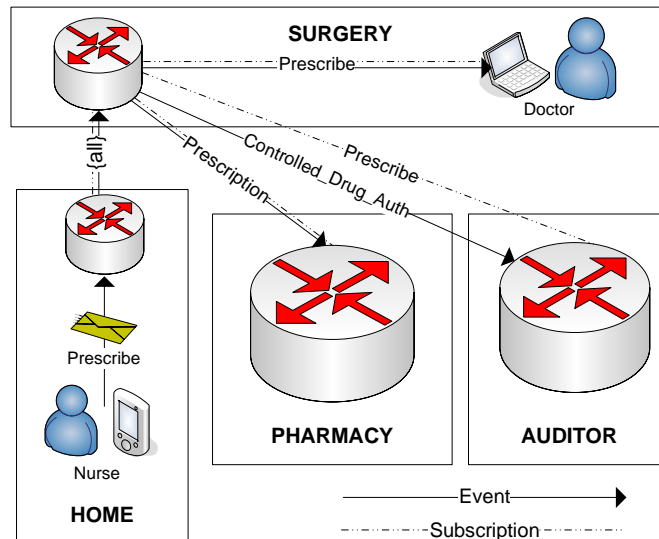 SURGERY
Prescribe
Doctor
{all}
Prescription
Controlled_Drug_Auth
Prescribe
Prescribe
Nurse
HOME
PHARMACY
AUDITOR
Event
Subscription